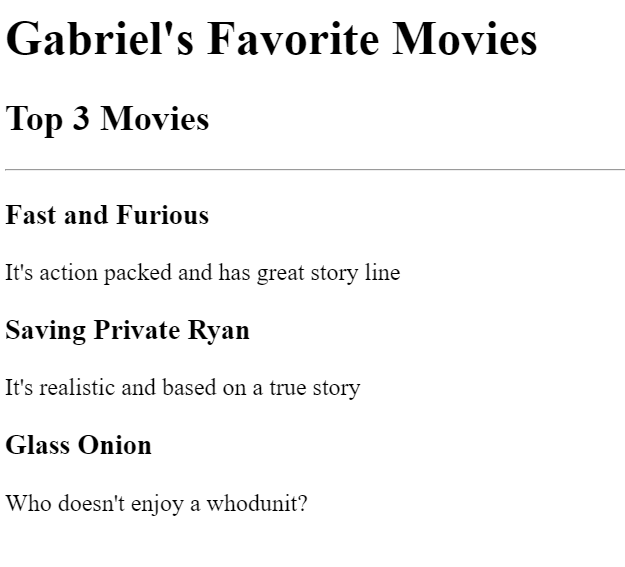 Gabriel's Favorite Movies
Top 3 Movies
Fast and Furious
It's action packed and has great story line
Saving Private Ryan
It's realistic and based on a true story
Glass Onion
Who doesn't enjoy a whodunit?